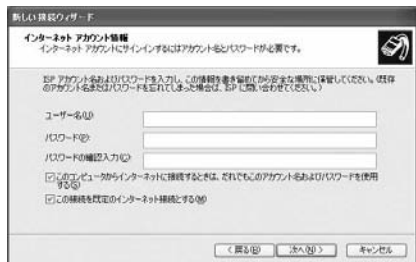 新しい接続ウィザード
インターネット アカウント情報
インターネット アカウントにサインインするにはアカウント名とパスワードが必要です。
ISP アカウント名およびパスワードを入力し、この情報を書き留めてから安全な場所に保管してください。(既存
のアカウント名またはパスワードを忘れてしまった場合は、ISP に問い合わせてください。)
ユーザー名(U)
パスワード(P):
パスワードの確認入力(C):
このコンピュータからインターネットに接続するときは、だれでもこのアカウント名およびパスワードを使用
する(S)
この接続を既定のインターネット接続とする(M)
< 戻る(B)
次へ(N) >
キャンセル